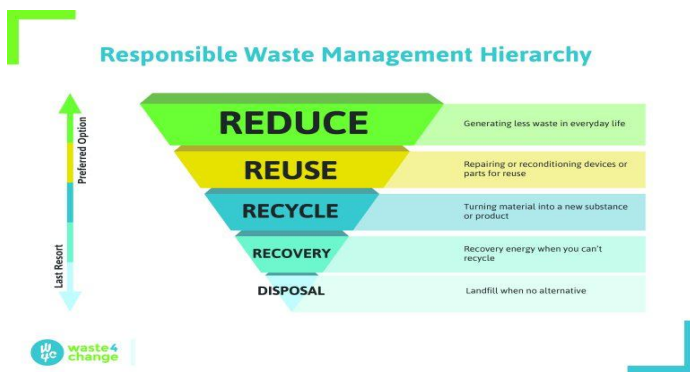 Responsible Waste Management Hierarchy
Preferred Option
Last Resort
REDUCE
Generating less waste in everyday life
REUSE
Repairing or reconditioning devices or
parts for reuse
RECYCLE
Turning material into a new substance
or product
RECOVERY
Recovery energy when you can't
recycle
DISPOSAL
Landfill when no alternative
W4C
waste4
change